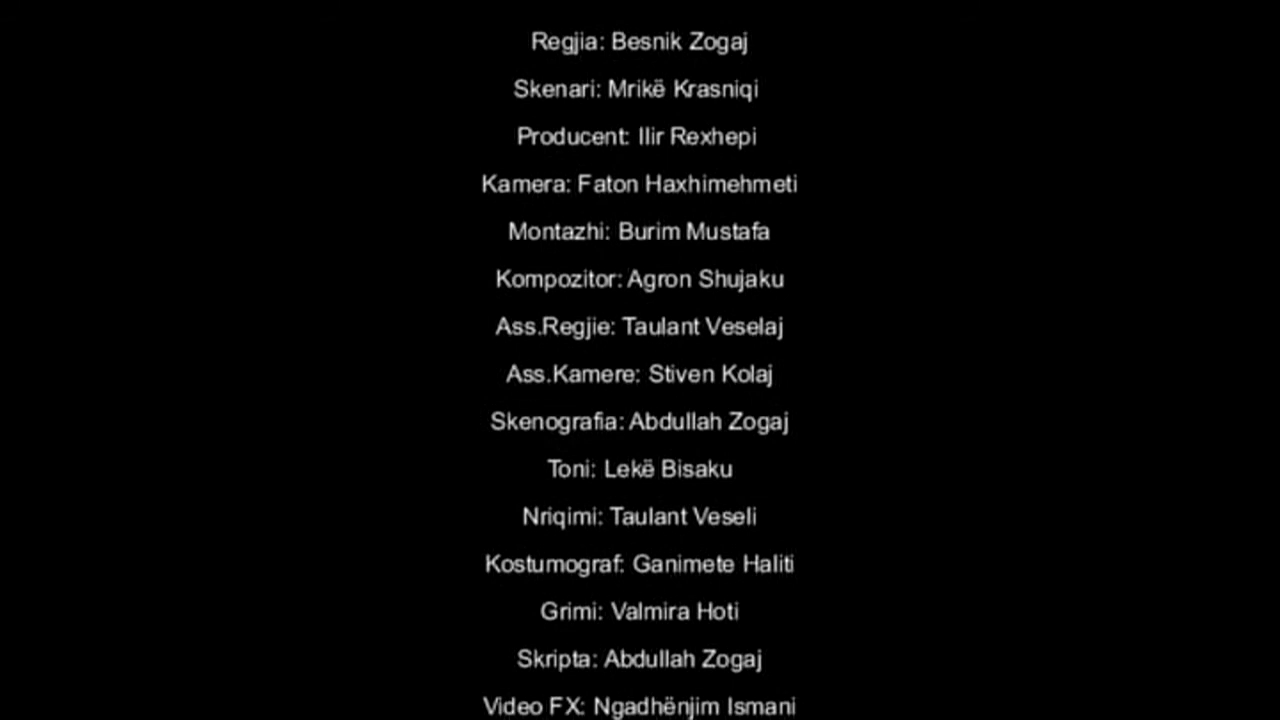 Regjia: Besnik Zogaj
Skenari: Mrikë Krasniqi
Producent: Ilir Rexhepi
Kamera: Faton Haxhimehmeti
Montazhi: Burim Mustafa
Kompozitor: Agron Shujaku
Ass.Regjie: Taulant Veselaj
Ass.Kamere: Stiven Kolaj
Skenografia: Abdullah Zogaj
Toni: Lekë Bisaku
Nriqimi: Taulant Veseli
Kostumograf: Ganimete Haliti
Grimi: Valmira Hoti
Skripta: Abdullah Zogaj
Video FX: Ngadhënjim Ismani